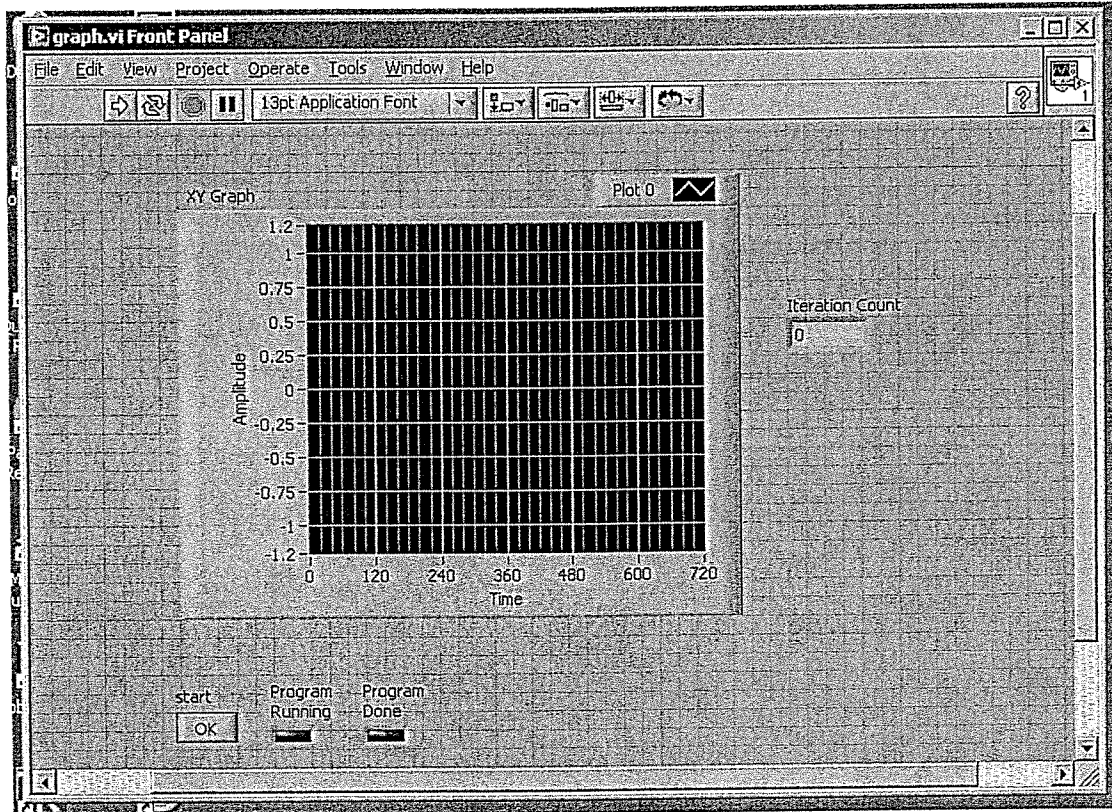 graph.vi Front Panel
File Edit View Project Operate Tools Window Help
13pt Application Font
?
1
XY Graph
Plot 0
1.2
1
0.75
0.5
0.25
0
-0.25
-0.5
-0.75
-1
-1.2
Amplitude
0 120 240 360 480 600 720
Time
Iteration Count
0
start
OK
Program Running
Program Done